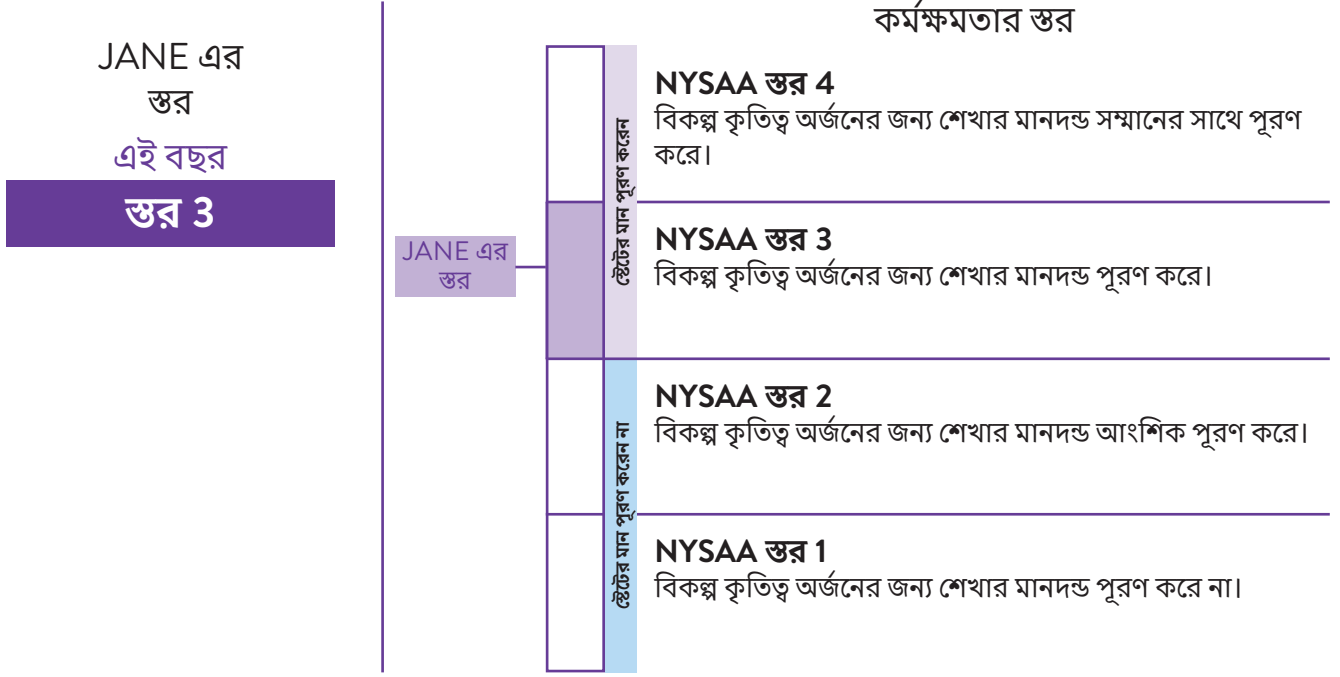 JANE এর
স্তর
এই বছর
স্তর 3
কর্মক্ষমতার স্তর
JANE এর
স্তর
স্টেটের মান পূরণ করেন
স্টেটের মান পূরণ করেন না
NYSAA স্তর 4
বিকল্প কৃতিত্ব অর্জনের জন্য শেখার মানদন্ড সম্মানের সাথে পূরণ
করে।
NYSAA স্তর 3
বিকল্প কৃতিত্ব অর্জনের জন্য শেখার মানদন্ড পূরণ করে।
NYSAA স্তর 2
বিকল্প কৃতিত্ব অর্জনের জন্য শেখার মানদন্ড আংশিক পূরণ করে।
NYSAA স্তর 1
বিকল্প কৃতিত্ব অর্জনের জন্য শেখার মানদন্ড পূরণ করে না।